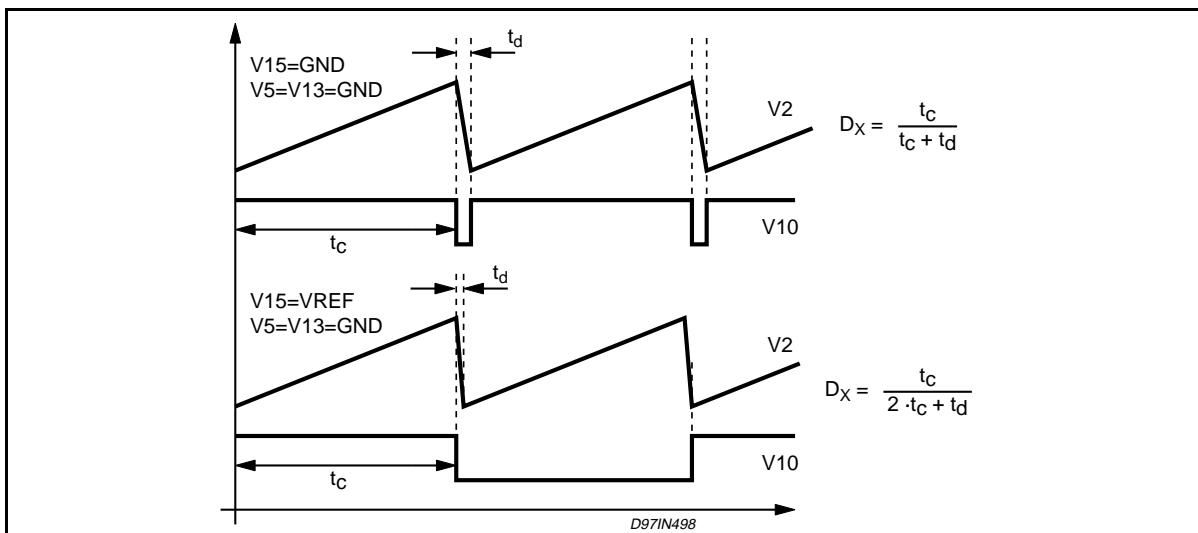 td
V15=GND
V5=V13=GND
V2
DX = tc / tc + td
V10
tc
td
V15=VREF
V5=V13=GND
V2
DX = tc / 2 ·tc + td
V10
tc
D97IN498